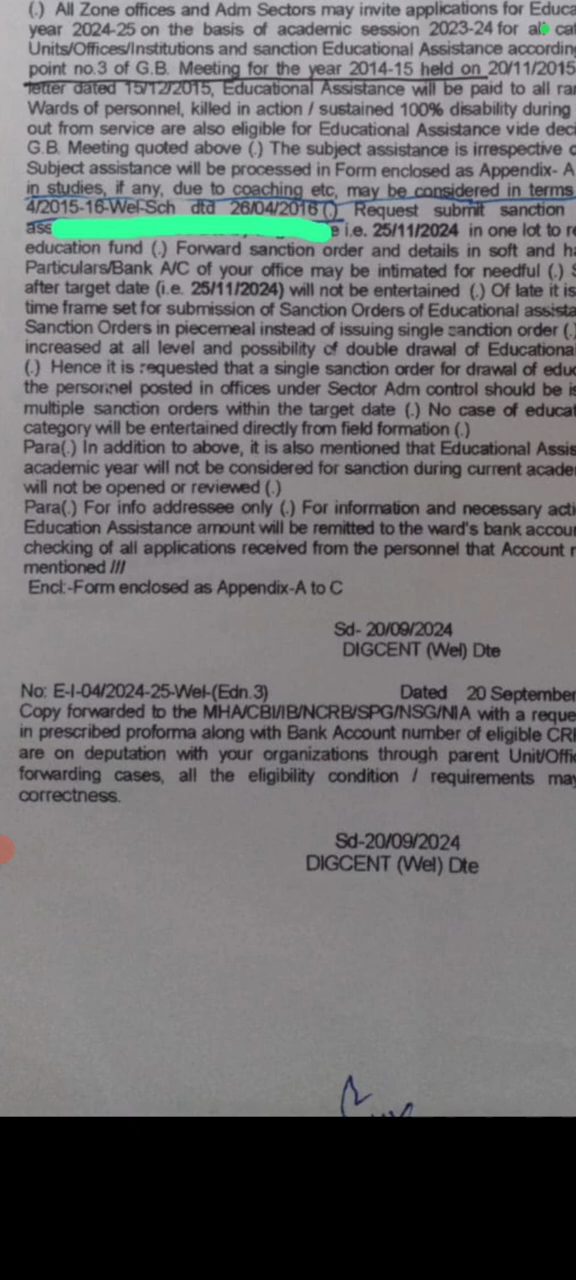 (.) All Zone offices and Adm Sectors may invite applications for Educa
year 2024-25 on the basis of academic session 2023-24 for all cat
Units/Offices/Institutions and sanction Educational Assistance according
point no.3 of G.B. Meeting for the year 2014-15 held on 20/11/2015
letter dated 15/12/2015, Educational Assistance will be paid to all ran
Wards of personnel, killed in action / sustained 100% disability during
out from service are also eligible for Educational Assistance vide deci
G.B. Meeting quoted above (.) The subject assistance is irrespective o
Subject assistance will be processed in Form enclosed as Appendix- A
in studies, if any, due to coaching etc, may be considered in terms
4/2015-16-Wel-Sch dtd 26/04/2016 (.) Request submit sanction
ass e i.e. 25/11/2024 in one lot to re
education fund (.) Forward sanction order and details in soft and ha
Particulars/Bank A/C of your office may be intimated for needful (.) S
after target date (i.e. 25/11/2024) will not be entertained (.) Of late it is
time frame set for submission of Sanction Orders of Educational assista
Sanction Orders in piecemeal instead of issuing single sanction order (.)
increased at all level and possibility of double drawal of Educational
(.) Hence it is requested that a single sanction order for drawal of educ
the personnel posted in offices under Sector Adm control should be is
multiple sanction orders within the target date (.) No case of educat
category will be entertained directly from field formation (.)
Para(.) In addition to above, it is also mentioned that Educational Assis
academic year will not be considered for sanction during current acade
will not be opened or reviewed (.)
Para(.) For info addressee only (.) For information and necessary acti
Education Assistance amount will be remitted to the ward's bank accour
checking of all applications received from the personnel that Account n
mentioned ///
Encl:-Form enclosed as Appendix-A to C
Sd- 20/09/2024
DIGCENT (Wel) Dte
No: E-I-04/2024-25-Wel-(Edn.3) Dated 20 September
Copy forwarded to the MHA/CBI/IB/NCRB/SPG/NSG/NIA with a reque
in prescribed proforma along with Bank Account number of eligible CRP
are on deputation with your organizations through parent Unit/Offic
forwarding cases, all the eligibility condition / requirements may
correctness.
Sd-20/09/2024
DIGCENT (Wel) Dte